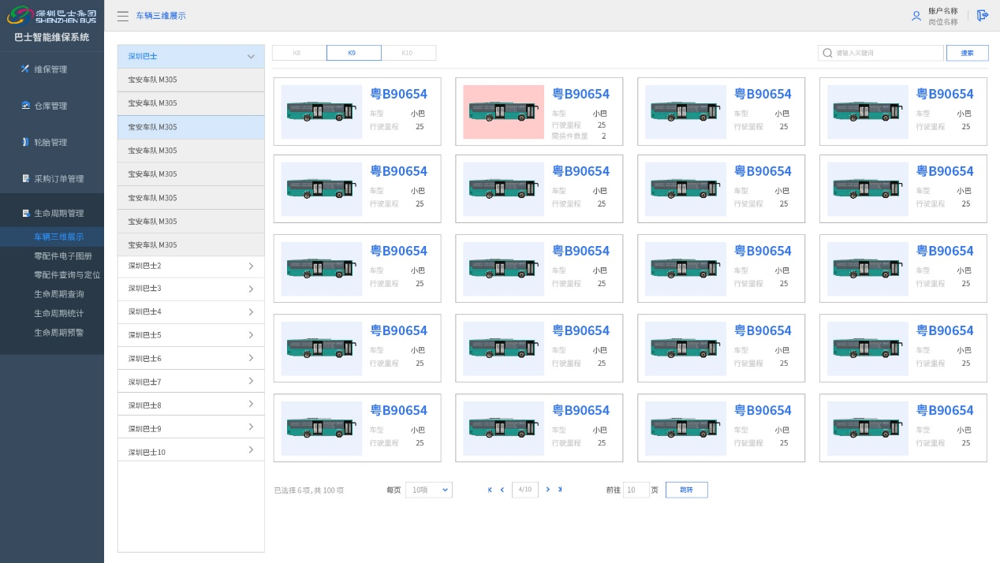 深圳巴士集团
SHENZHEN BUS
巴士智能维保系统
维保管理
仓库管理
轮胎管理
采购订单管理
生命周期管理
车辆三维展示
零配件电子图册
零配件查询与定位
生命周期查询
生命周期统计
生命周期预警
车辆三维展示
账户名称
岗位名称
深圳巴士
宝安车队 M305
宝安车队 M305
宝安车队 M305
宝安车队 M305
宝安车队 M305
宝安车队 M305
宝安车队 M305
宝安车队 M305
深圳巴士2
深圳巴士3
深圳巴士4
深圳巴士5
深圳巴士6
深圳巴士7
深圳巴士8
深圳巴士9
深圳巴士10
K8 K9 K10
请输入关键词 搜索
粤B90654
车型 小巴
行驶里程 25
粤B90654
车型 小巴
行驶里程 25
需换件数量 2
粤B90654
车型 小巴
行驶里程 25
粤B90654
车型 小巴
行驶里程 25
粤B90654
车型 小巴
行驶里程 25
粤B90654
车型 小巴
行驶里程 25
粤B90654
车型 小巴
行驶里程 25
粤B90654
车型 小巴
行驶里程 25
粤B90654
车型 小巴
行驶里程 25
粤B90654
车型 小巴
行驶里程 25
粤B90654
车型 小巴
行驶里程 25
粤B90654
车型 小巴
行驶里程 25
粤B90654
车型 小巴
行驶里程 25
粤B90654
车型 小巴
行驶里程 25
粤B90654
车型 小巴
行驶里程 25
粤B90654
车型 小巴
行驶里程 25
粤B90654
车型 小巴
行驶里程 25
粤B90654
车型 小巴
行驶里程 25
粤B90654
车型 小巴
行驶里程 25
粤B90654
车型 小巴
行驶里程 25
已选择 6 项, 共 100 项 每页 10项 4/10 前往 10 页 跳转